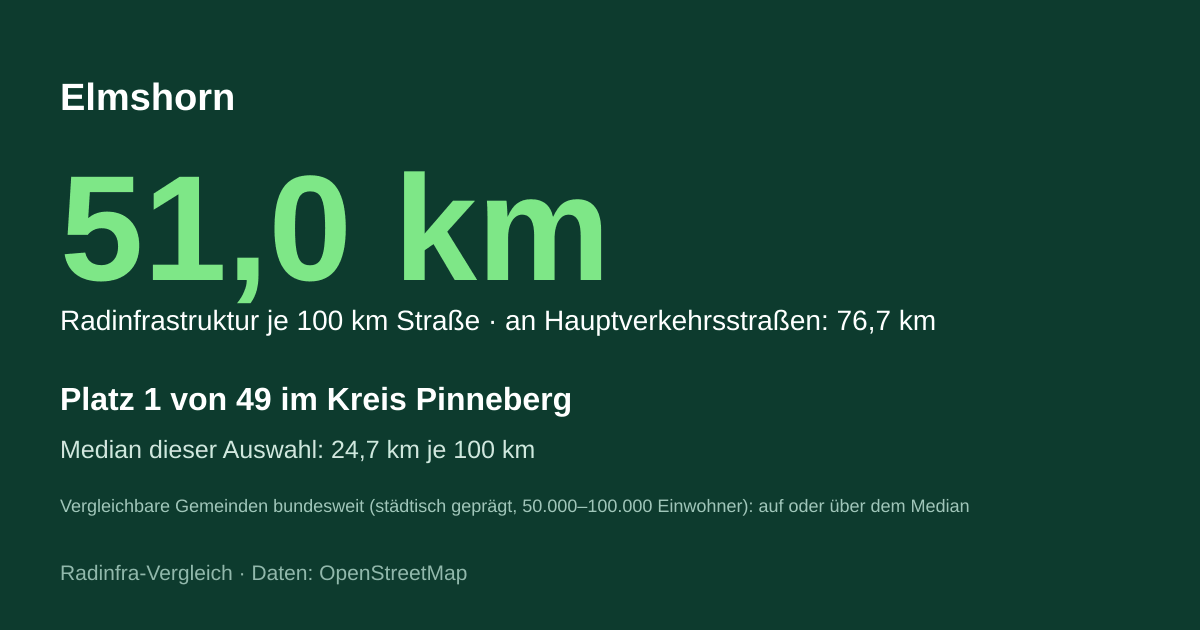 Elmshorn
51,0 km
Radinfrastruktur je 100 km Straße · an Hauptverkehrsstraßen: 76,7 km
Platz 1 von 49 im Kreis Pinneberg
Median dieser Auswahl: 24,7 km je 100 km
Vergleichbare Gemeinden bundesweit (städtisch geprägt, 50.000–100.000 Einwohner): auf oder über dem Median
Radinfra-Vergleich · Daten: OpenStreetMap